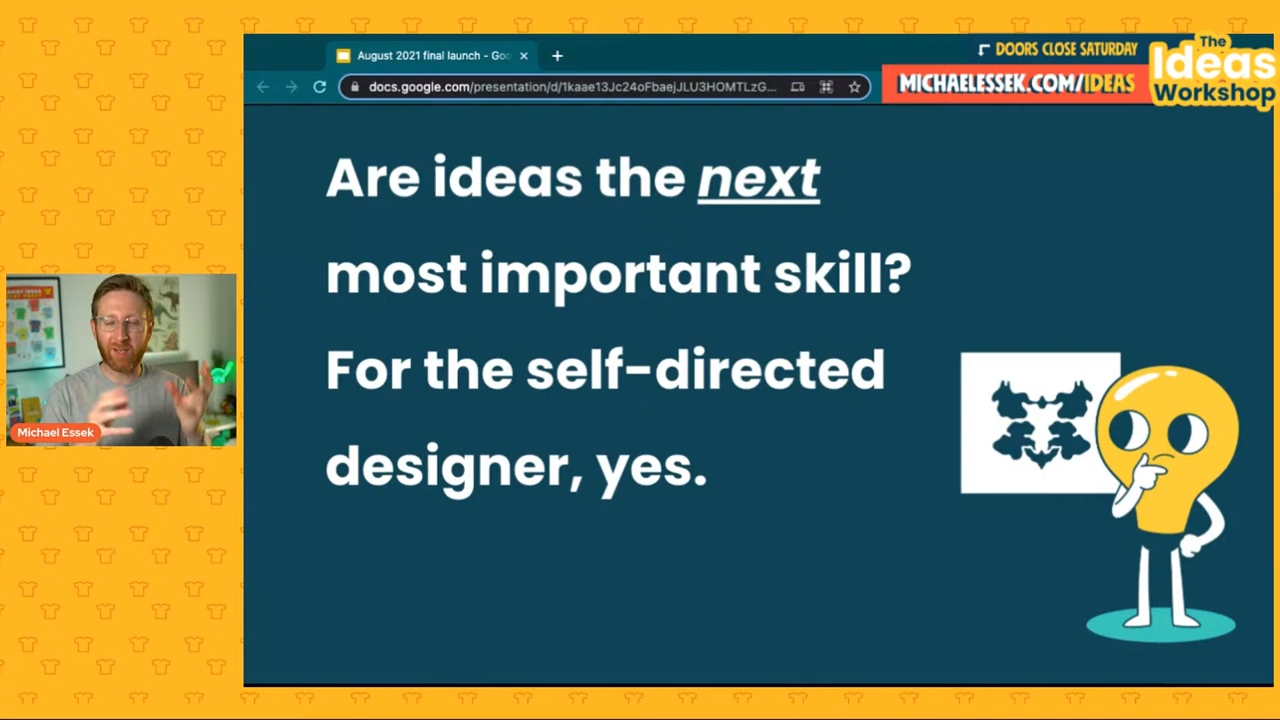 August 2021 final launch - Goo
docs.google.com/presentation/d/1kaae13Jc24oFbaejJLU3HOMTLzG...
DOORS CLOSE SATURDAY
MICHAELESSEK.COM/IDEAS
The
Ideas
Workshop
Are ideas the next
most important skill?
For the self-directed
designer, yes.
Michael Essek